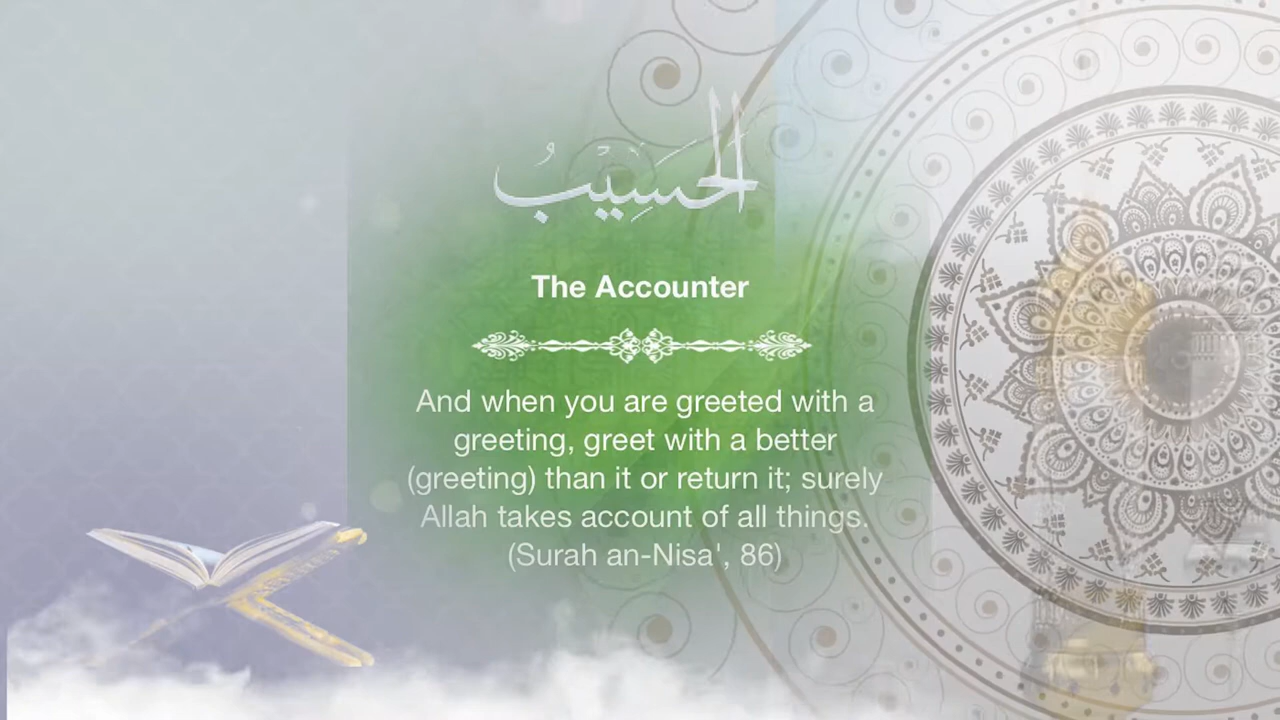 الحَسِيْبُ
The Accounter
And when you are greeted with a
greeting, greet with a better
(greeting) than it or return it; surely
Allah takes account of all things.
(Surah an-Nisa', 86)